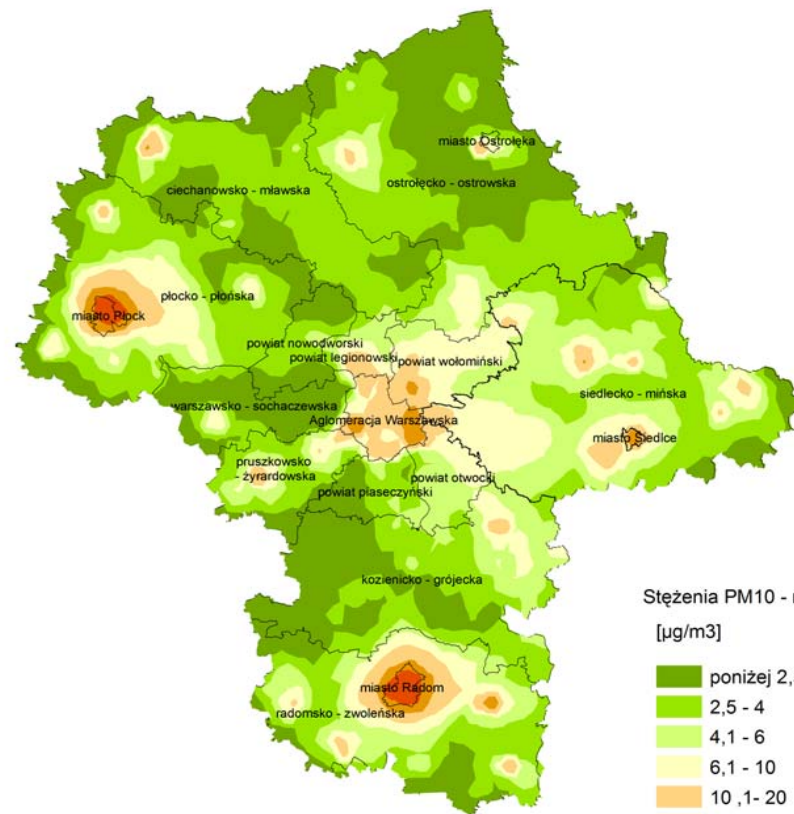 miasto Ostrołęka
ostrołęcko - ostrowska
ciechanowsko - mławska
płocko - płońska
miasto Płock
powiat nowodworski
powiat legionowski
powiat wołomiński
siedlecko - mińska
warszawsko - sochaczewska
Aglomeracja Warszawska
miasto Siedlce
pruszkowsko
- żyrardowska
powiat otwocki
powiat piaseczyński
kozienicko - grójecka
miasto Radom
radomsko - zwoleńska
Stężenia PM10 -
[µg/m3]
poniżej 2,
2,5 - 4
4,1 - 6
6,1 - 10
10 ,1- 20